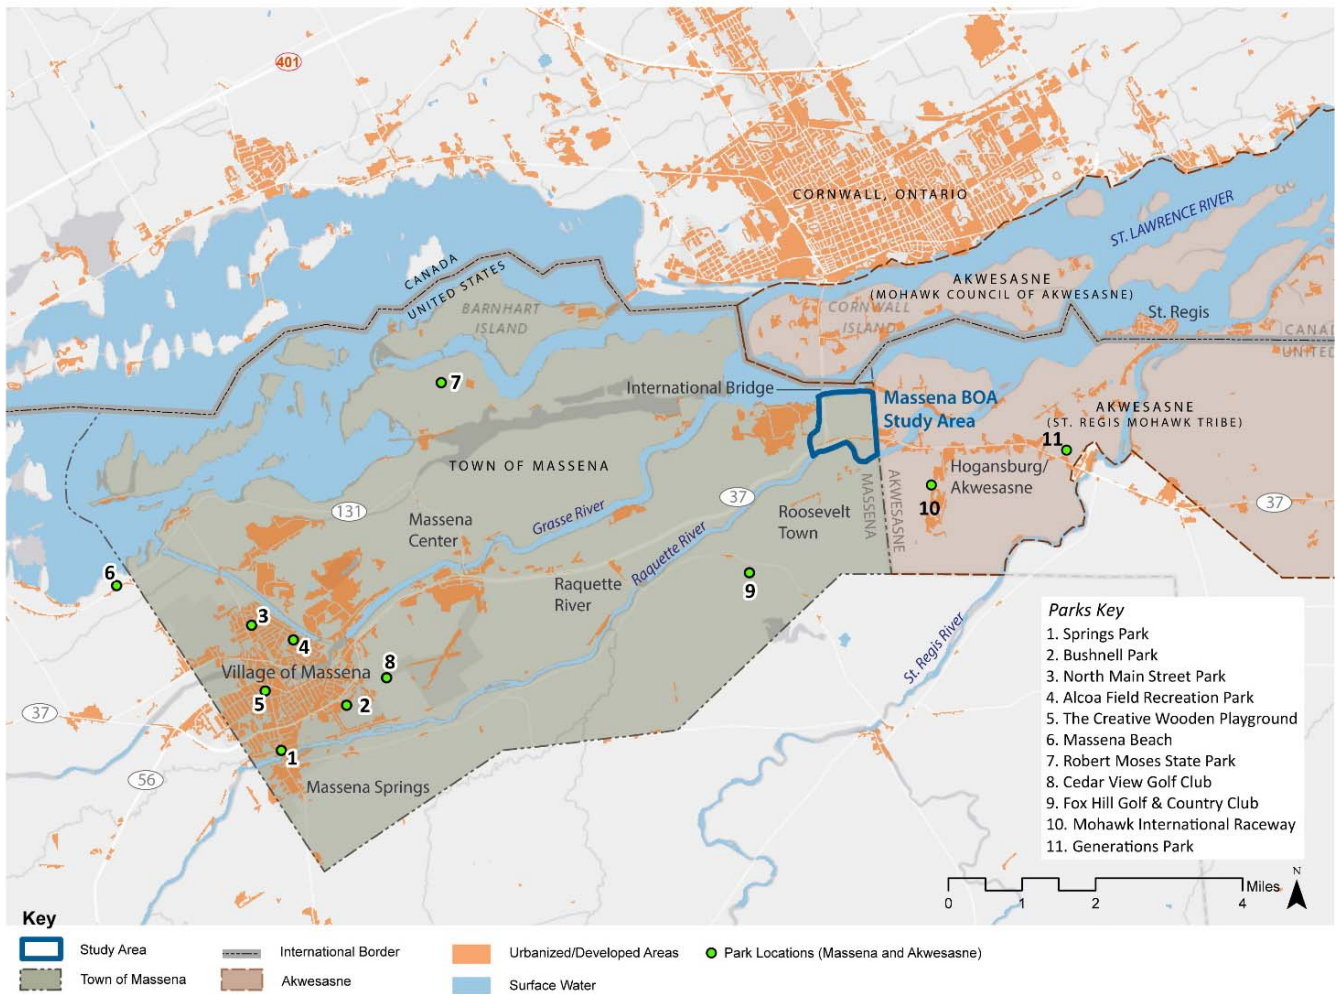 401
CORNWALL, ONTARIO
ST. LAWRENCE RIVER
CANADA
UNITED STATES
AKWESASNE
(MOHAWK COUNCIL OF AKWESASNE)
BARNHART
ISLAND
CORNWALL
ISLAND
St. Regis
CANA
UNITED
7
International Bridge
Massena BOA
Study Area
AKWESASNE
(ST. REGIS MOHAWK TRIBE)
11
TOWN OF MASSENA
Hogansburg/
Akwesasne
MASSENA
AKWESASNE
10
37
37
131
Massena
Center
Grasse River
Roosevelt
Town
Raquette River
Raquette
River
9
6
3
4
Village of Massena
8
5
2
1
37
56
Massena Springs
St. Regis River
Parks Key
1. Springs Park
2. Bushnell Park
3. North Main Street Park
4. Alcoa Field Recreation Park
5. The Creative Wooden Playground
6. Massena Beach
7. Robert Moses State Park
8. Cedar View Golf Club
9. Fox Hill Golf & Country Club
10. Mohawk International Raceway
11. Generations Park
N
Miles
0 1 2 4
Key
Study Area
International Border
Urbanized/Developed Areas
Park Locations (Massena and Akwesasne)
Town of Massena
Akwesasne
Surface Water